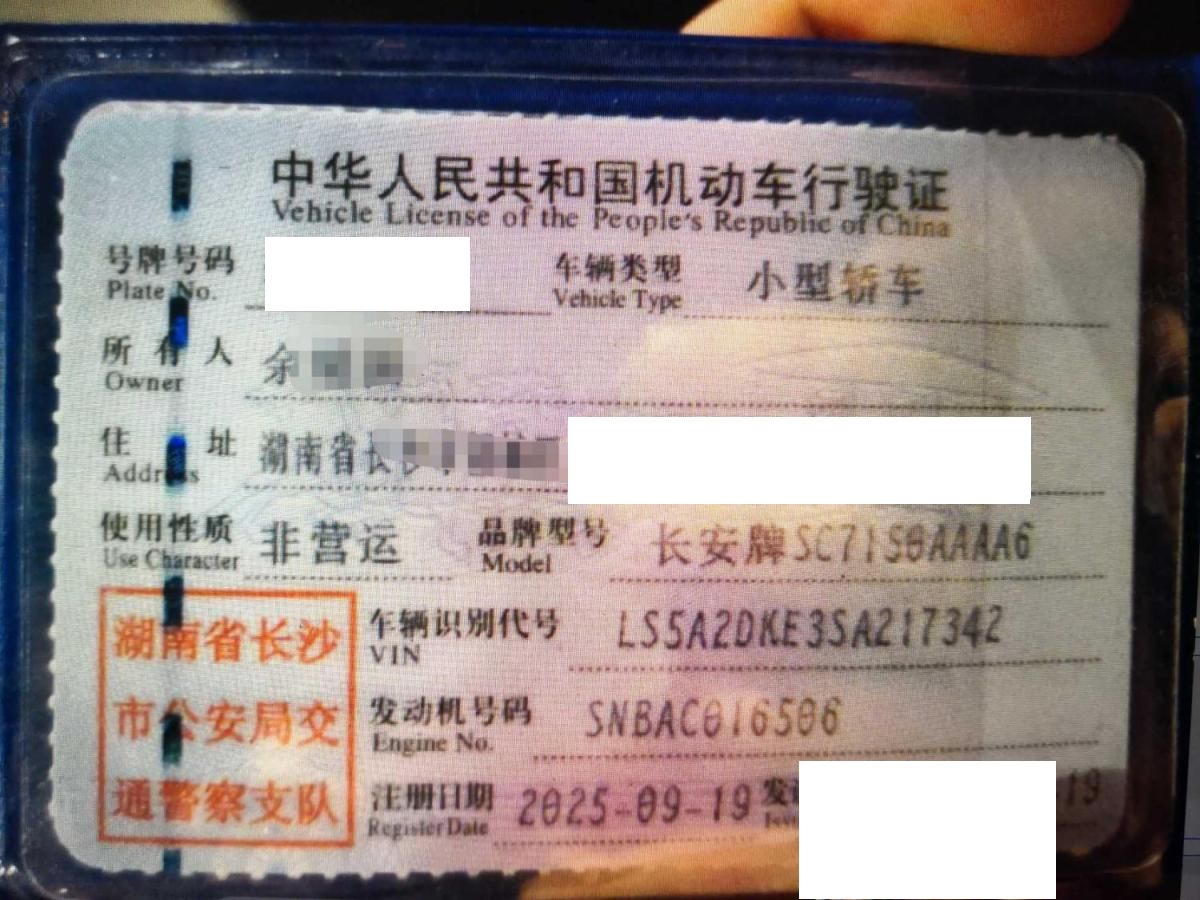 中华人民共和国机动车行驶证
Vehicle License of the People's Republic of China
号牌号码 车辆类型 小型轿车
Plate No. Vehicle Type
所有人 余
Owner
住址 湖南省长
Address
使用性质 非营运 品牌型号 长安牌SC7150AAAA6
Use Character Model
湖南省长沙
市公安局交
通警察支队
车辆识别代号 LS5A2DKE3SA217342
VIN
发动机号码 SNBAC016506
Engine No.
注册日期 2025-09-19 发 19
Register Date